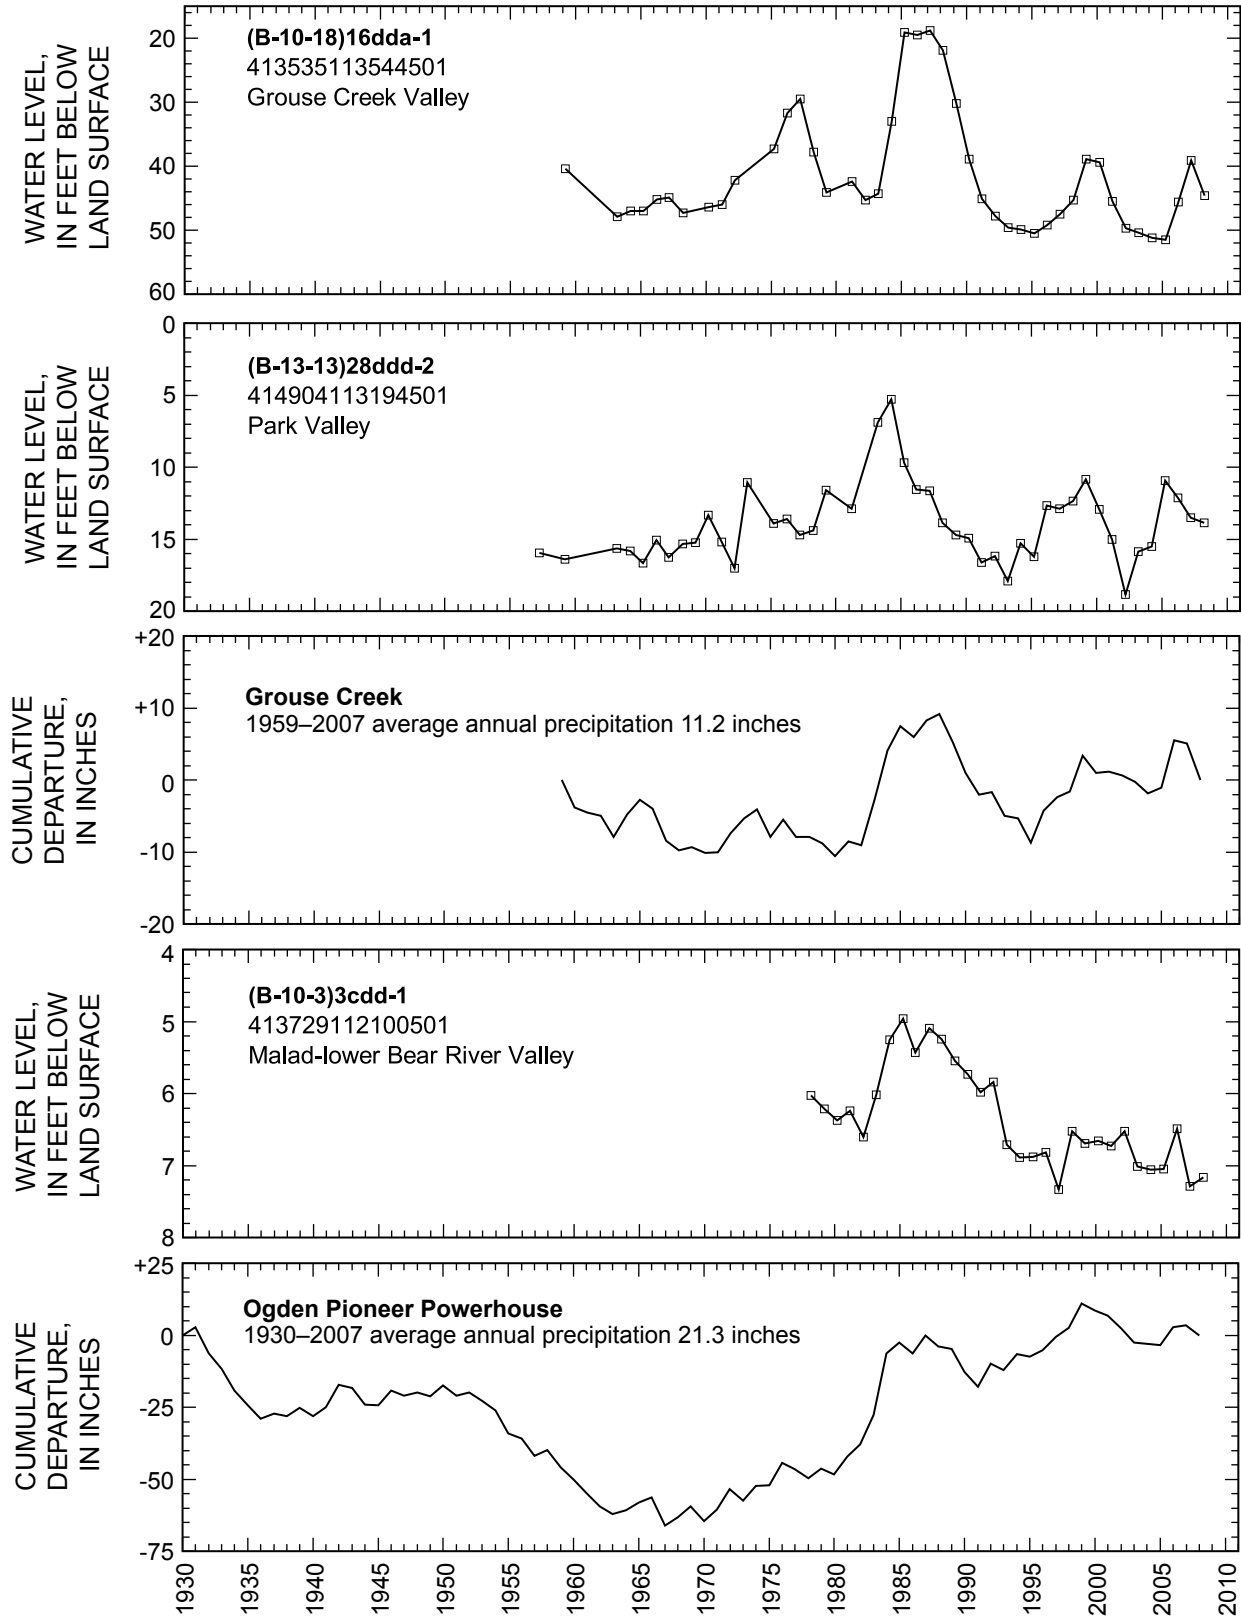 WATER LEVEL,
IN FEET BELOW
LAND SURFACE
20
30
40
50
60
(B-10-18)16dda-1
413535113544501
Grouse Creek Valley
WATER LEVEL,
IN FEET BELOW
LAND SURFACE
0
5
10
15
20
(B-13-13)28ddd-2
414904113194501
Park Valley
CUMULATIVE
DEPARTURE,
IN INCHES
+20
+10
0
-10
-20
Grouse Creek
1959–2007 average annual precipitation 11.2 inches
WATER LEVEL,
IN FEET BELOW
LAND SURFACE
4
5
6
7
8
(B-10-3)3cdd-1
413729112100501
Malad-lower Bear River Valley
CUMULATIVE
DEPARTURE,
IN INCHES
+25
0
-25
-50
-75
Ogden Pioneer Powerhouse
1930–2007 average annual precipitation 21.3 inches
1930
1935
1940
1945
1950
1955
1960
1965
1970
1975
1980
1985
1990
1995
2000
2005
2010